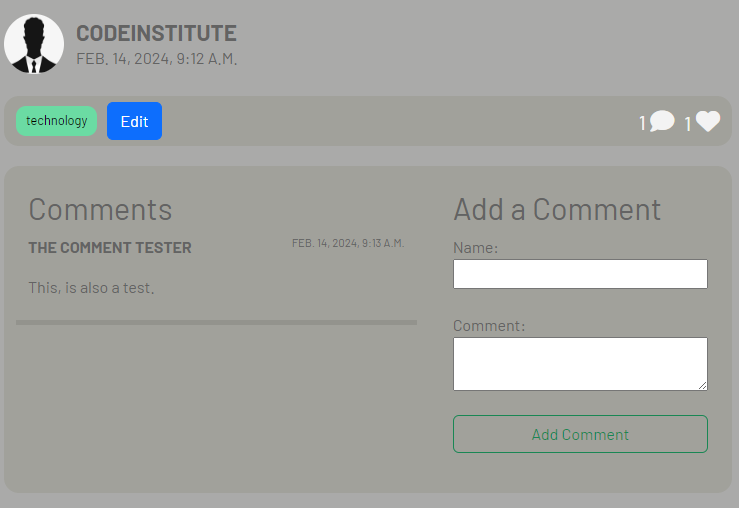 CODEINSTITUTE
FEB. 14, 2024, 9:12 A.M.
technology Edit 1 1
Comments
THE COMMENT TESTER FEB. 14, 2024, 9:13 A.M.
This, is also a test.
Add a Comment
Name:
Comment:
Add Comment